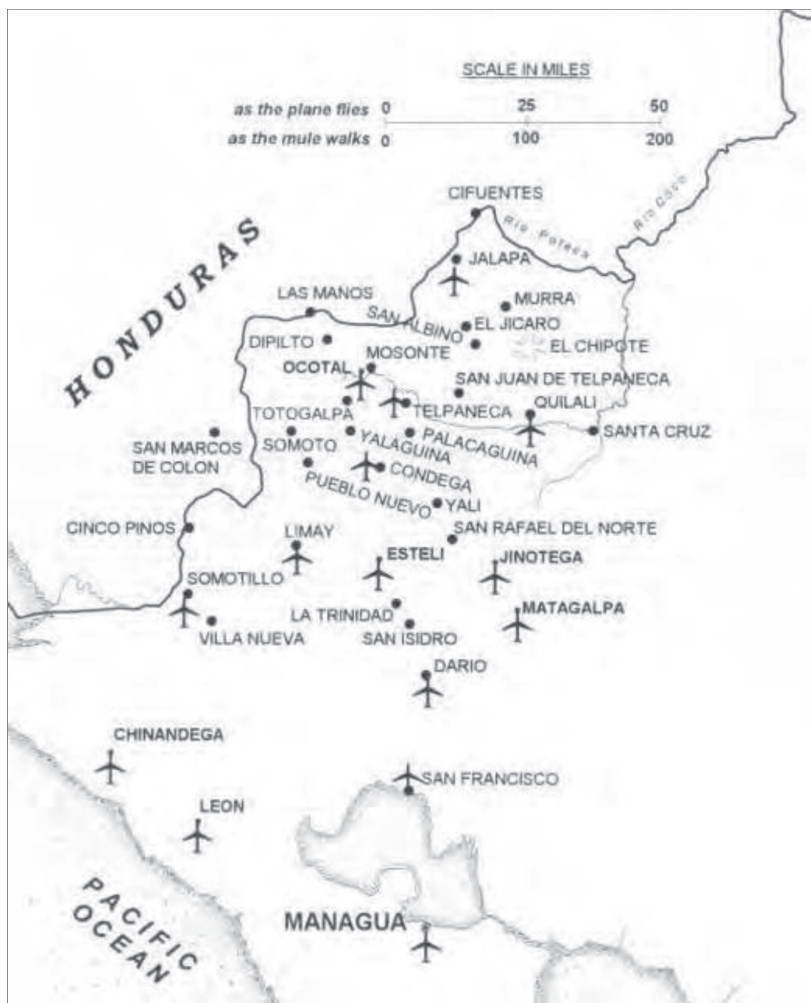 SCALE IN MILES
as the plane flies 0 25 50
as the mule walks 0 100 200
CIFUENTES
Rio Poteca
Rio Coco
HONDURAS
JALAPA
LAS MANOS
MURRA
SAN ALBINO
EL JICARO
DIPILTO
EL CHIPOTE
MOSONTE
OCOTAL
SAN JUAN DE TELPANECA
TOTOGALPA
TELPANECA
QUILALI
SAN MARCOS
DE COLON
SOMOTO
YALAGUINA
PALACAGUINA
SANTA CRUZ
CONDEGA
PUEBLO NUEVO
YALI
CINCO PINOS
LIMAY
SAN RAFAEL DEL NORTE
ESTELI
JINOTEGA
SOMOTILLO
LA TRINIDAD
MATAGALPA
VILLA NUEVA
SAN ISIDRO
DARIO
CHINANDEGA
SAN FRANCISCO
LEON
PACIFIC
OCEAN
MANAGUA